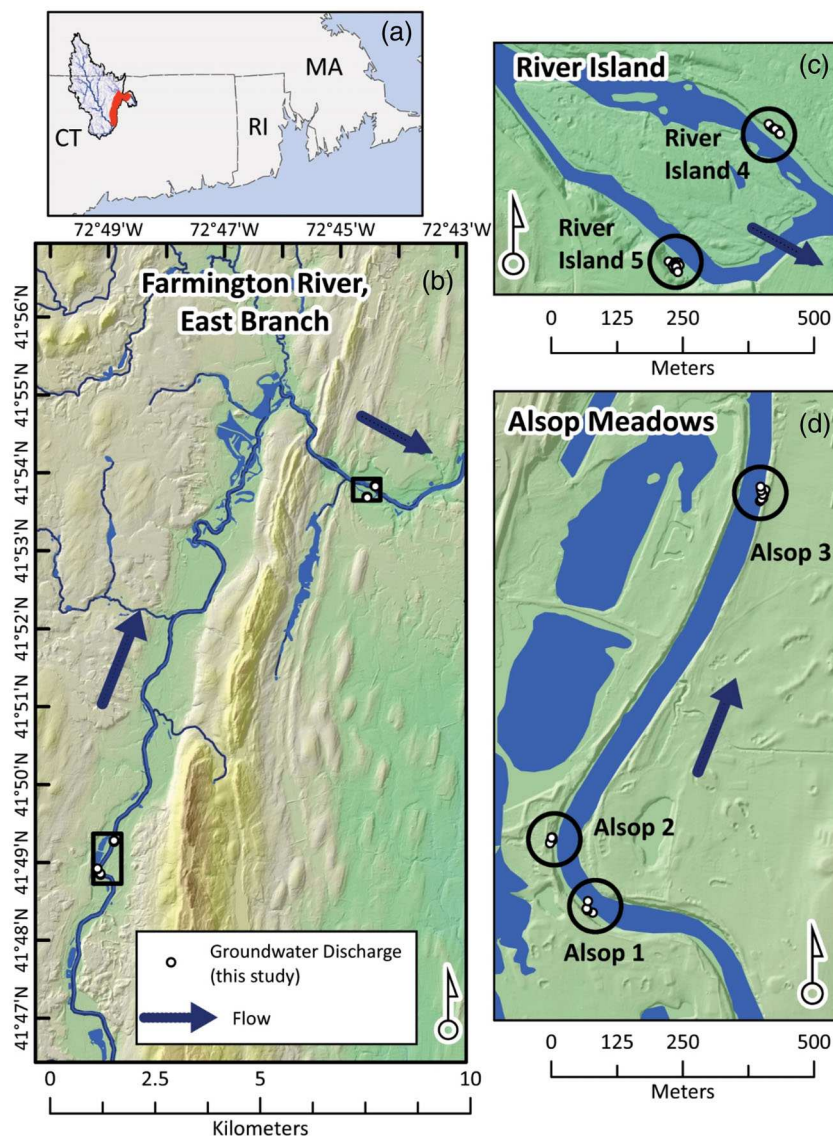 (a)
MA
CT
RI
72°49'W
72°47'W
72°45'W
72°43'W
(b)
Farmington River,
East Branch
41°56'N
41°55'N
41°54'N
41°53'N
41°52'N
41°51'N
41°50'N
41°49'N
41°48'N
41°47'N
Groundwater Discharge
(this study)
Flow
0
2.5
5
10
Kilometers
(c)
River Island
River
Island 4
River
Island 5
0
125
250
500
Meters
(d)
Alsop Meadows
Alsop 3
Alsop 2
Alsop 1
0
125
250
500
Meters